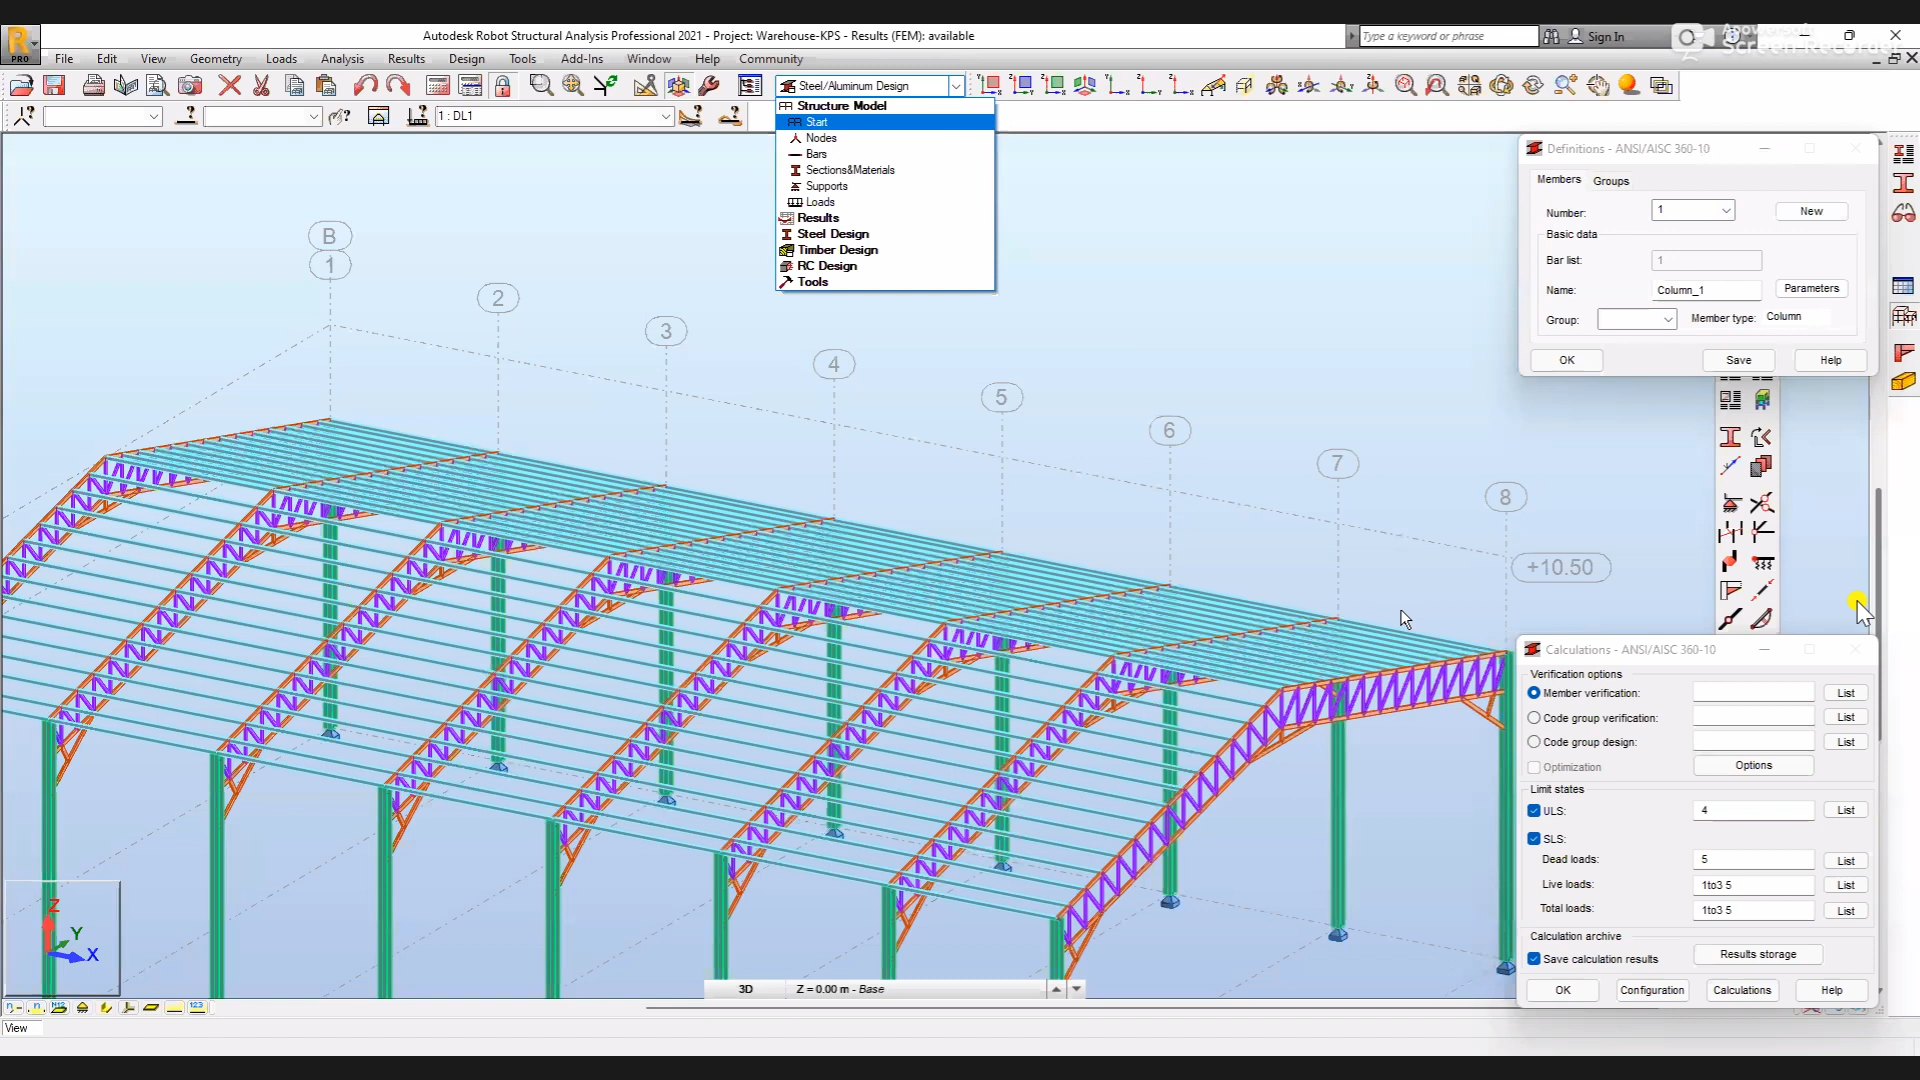 Autodesk Robot Structural Analysis Professional 2021 - Project: Warehouse-KPS - Results (FEM): available
Type a keyword or phrase
Sign In
Apowersoft
Screen Recorder
PRO
File Edit View Geometry Loads Analysis Results Design Tools Add-Ins Window Help Community
Steel/Aluminum Design
1 : DL1
Structure Model
Start
Nodes
Bars
Sections&Materials
Supports
Loads
Results
Steel Design
Timber Design
RC Design
Tools
Definitions - ANSI/AISC 360-10
Members Groups
Number: 1 New
Basic data
Bar list: 1
Name: Column_1 Parameters
Group: Member type: Column
OK Save Help
B
1
2
3
4
5
6
7
8
+10.50
Calculations - ANSI/AISC 360-10
Verification options
Member verification: List
Code group verification: List
Code group design: List
Optimization Options
Limit states
ULS: 4 List
SLS:
Dead loads: 5 List
Live loads: 1to3 5 List
Total loads: 1to3 5 List
Calculation archive
Save calculation results Results storage
OK Configuration Calculations Help
Z
Y
X
3D Z = 0.00 m - Base
View